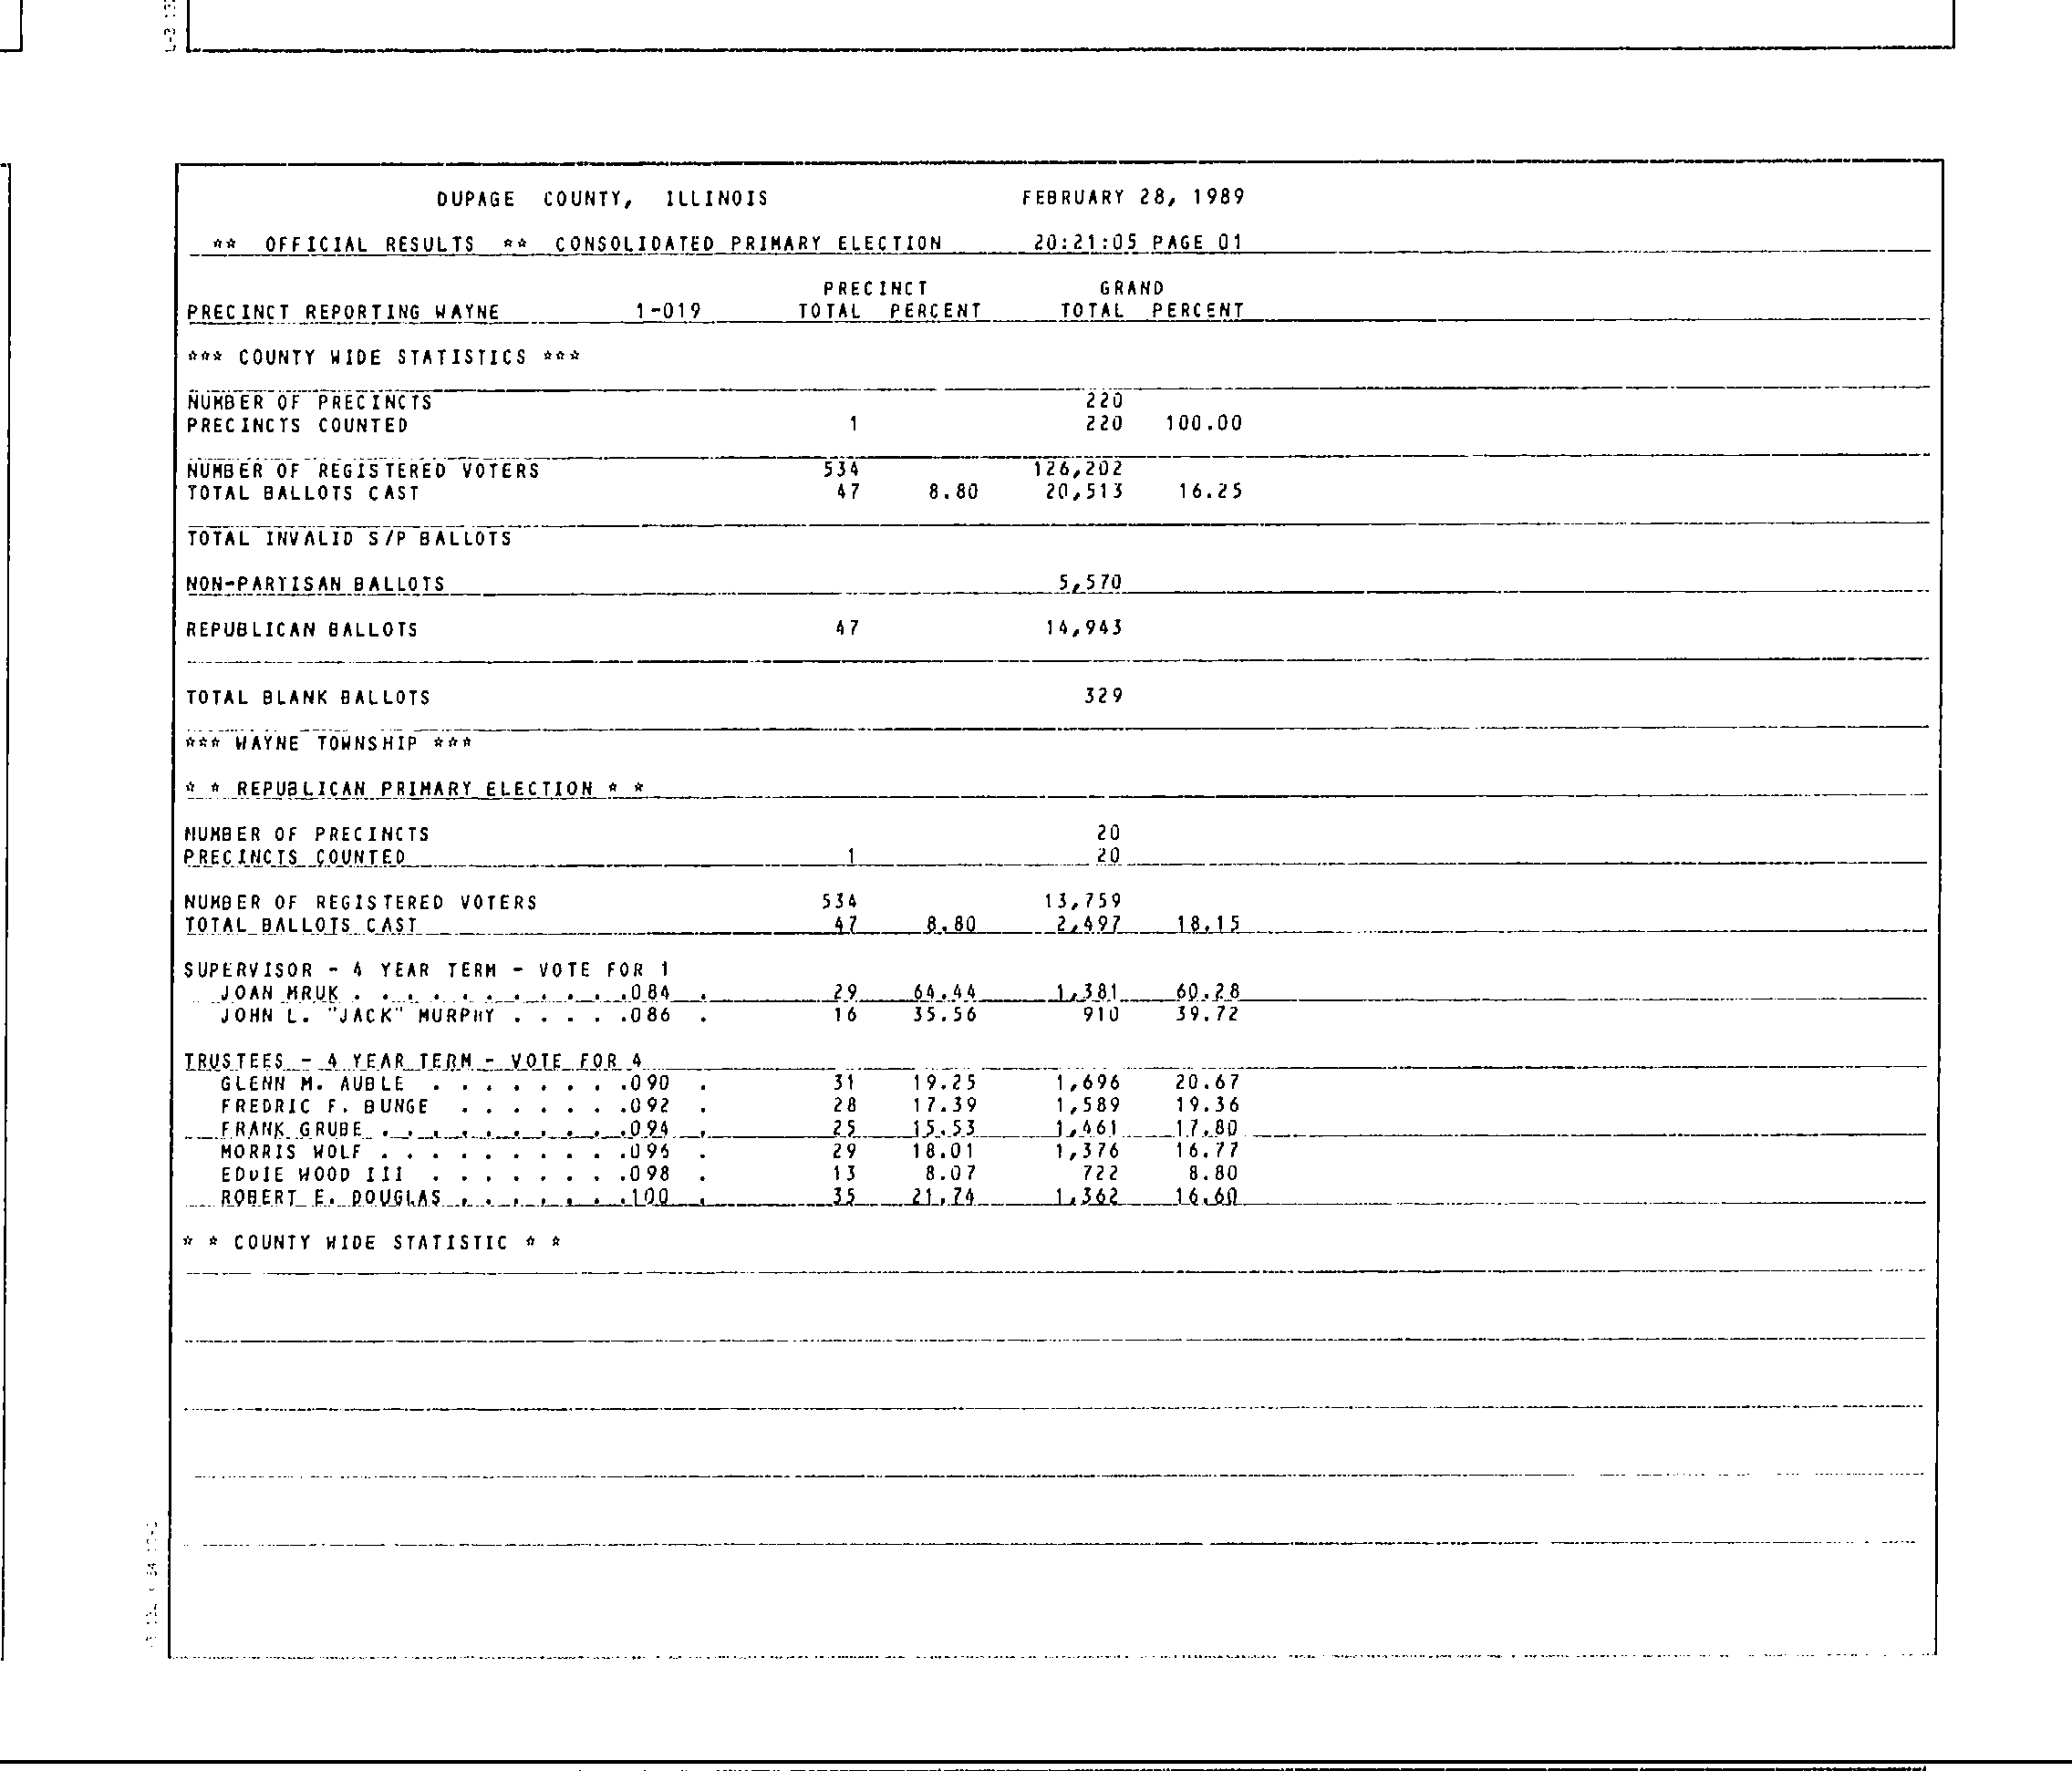 DUPAGE COUNTY, ILLINOIS FEBRUARY 28, 1989
** OFFICIAL RESULTS ** CONSOLIDATED PRIMARY ELECTION 20:21:05 PAGE 01
PRECINCT GRAND
PRECINCT REPORTING WAYNE 1-019 TOTAL PERCENT TOTAL PERCENT
*** COUNTY WIDE STATISTICS ***
NUMBER OF PRECINCTS 220
PRECINCTS COUNTED 1 220 100.00
NUMBER OF REGISTERED VOTERS 534 126,202
TOTAL BALLOTS CAST 47 8.80 20,513 16.25
TOTAL INVALID S/P BALLOTS
NON-PARTISAN BALLOTS 5,570
REPUBLICAN BALLOTS 47 14,943
TOTAL BLANK BALLOTS 329
*** WAYNE TOWNSHIP ***
* * REPUBLICAN PRIMARY ELECTION * *
NUMBER OF PRECINCTS 20
PRECINCTS COUNTED 1 20
NUMBER OF REGISTERED VOTERS 534 13,759
TOTAL BALLOTS CAST 47 8.80 2,497 18.15
SUPERVISOR - 4 YEAR TERM - VOTE FOR 1
JOAN MRUK . . . . . . . . . . .084 . 29 64.44 1,381 60.28
JOHN L. "JACK" MURPHY . . . . .086 . 16 35.56 910 39.72
TRUSTEES - 4 YEAR TERM - VOTE FOR 4
GLENN M. AUBLE . . . . . . . .090 . 31 19.25 1,696 20.67
FREDRIC F. BUNGE . . . . . . .092 . 28 17.39 1,589 19.36
FRANK GRUBE . . . . . . . . . .094 . 25 15.53 1,461 17.80
MORRIS WOLF . . . . . . . . . .096 . 29 18.01 1,376 16.77
EDDIE WOOD III . . . . . . . .098 . 13 8.07 722 8.80
ROBERT E. DOUGLAS . . . . . . .100 . 35 21.74 1,362 16.60
* * COUNTY WIDE STATISTIC * *